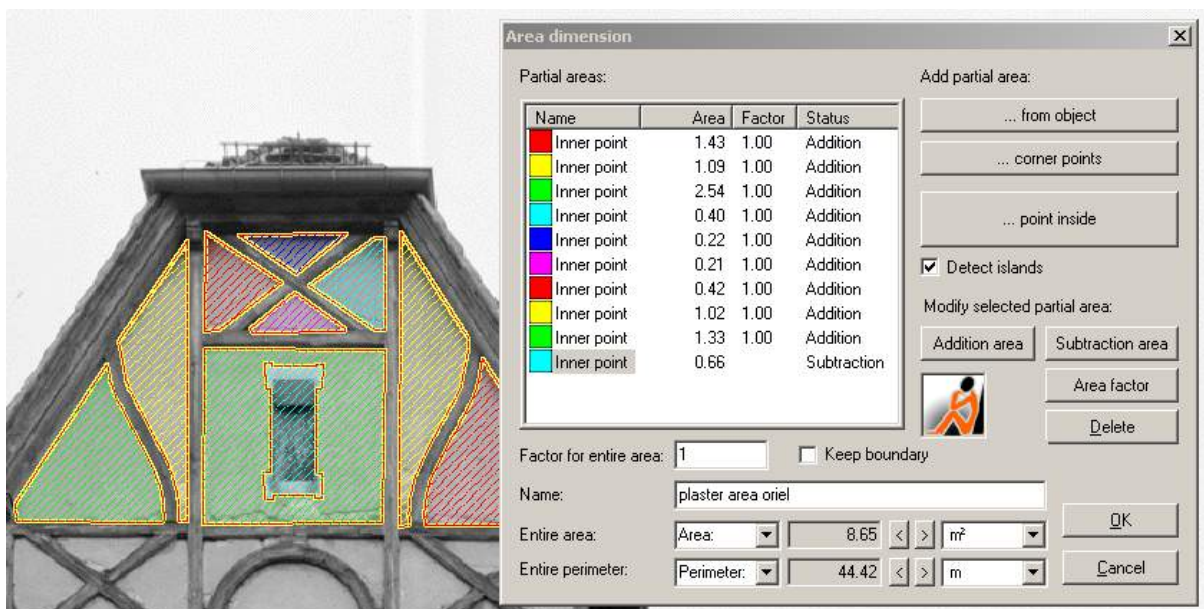 Area dimension
Partial areas:
Add partial area:
Name Area Factor Status
Inner point 1.43 1.00 Addition
Inner point 1.09 1.00 Addition
Inner point 2.54 1.00 Addition
Inner point 0.40 1.00 Addition
Inner point 0.22 1.00 Addition
Inner point 0.21 1.00 Addition
Inner point 0.42 1.00 Addition
Inner point 1.02 1.00 Addition
Inner point 1.33 1.00 Addition
Inner point 0.66 Subtraction
... from object
... corner points
... point inside
Detect islands
Modify selected partial area:
Addition area Subtraction area
Area factor
Delete
Factor for entire area: 1 Keep boundary
Name: plaster area oriel
Entire area: Area: 8.65 < > m²
Entire perimeter: Perimeter: 44.42 < > m
OK
Cancel